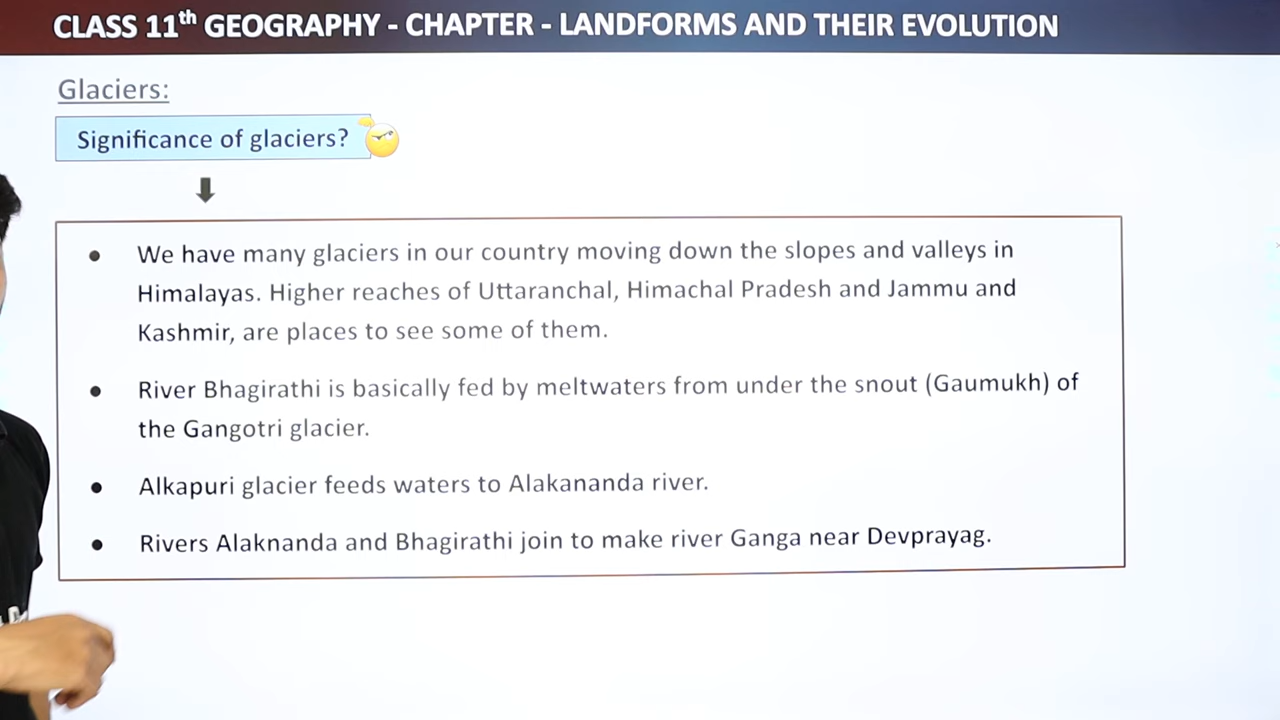 CLASS 11th GEOGRAPHY - CHAPTER - LANDFORMS AND THEIR EVOLUTION
Glaciers:
Significance of glaciers?
● We have many glaciers in our country moving down the slopes and valleys in
Himalayas. Higher reaches of Uttaranchal, Himachal Pradesh and Jammu and
Kashmir, are places to see some of them.
● River Bhagirathi is basically fed by meltwaters from under the snout (Gaumukh) of
the Gangotri glacier.
● Alkapuri glacier feeds waters to Alakananda river.
● Rivers Alaknanda and Bhagirathi join to make river Ganga near Devprayag.